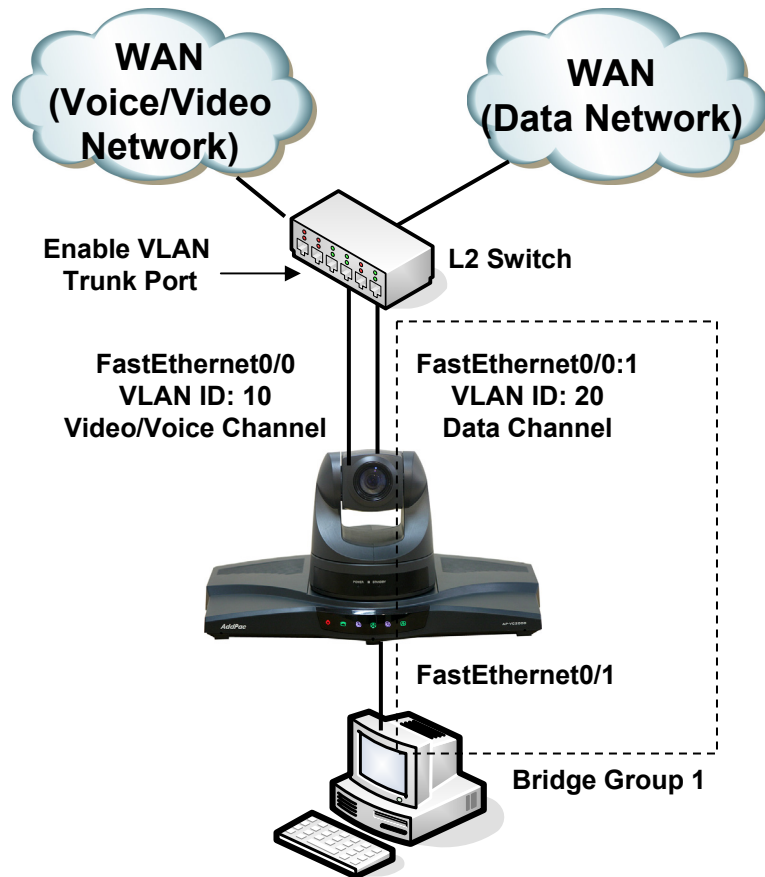 WAN
(Voice/Video
Network)
WAN
(Data Network)
Enable VLAN
Trunk Port
L2 Switch
FastEthernet0/0
VLAN ID: 10
Video/Voice Channel
FastEthernet0/0:1
VLAN ID: 20
Data Channel
AddPac
FastEthernet0/1
Bridge Group 1